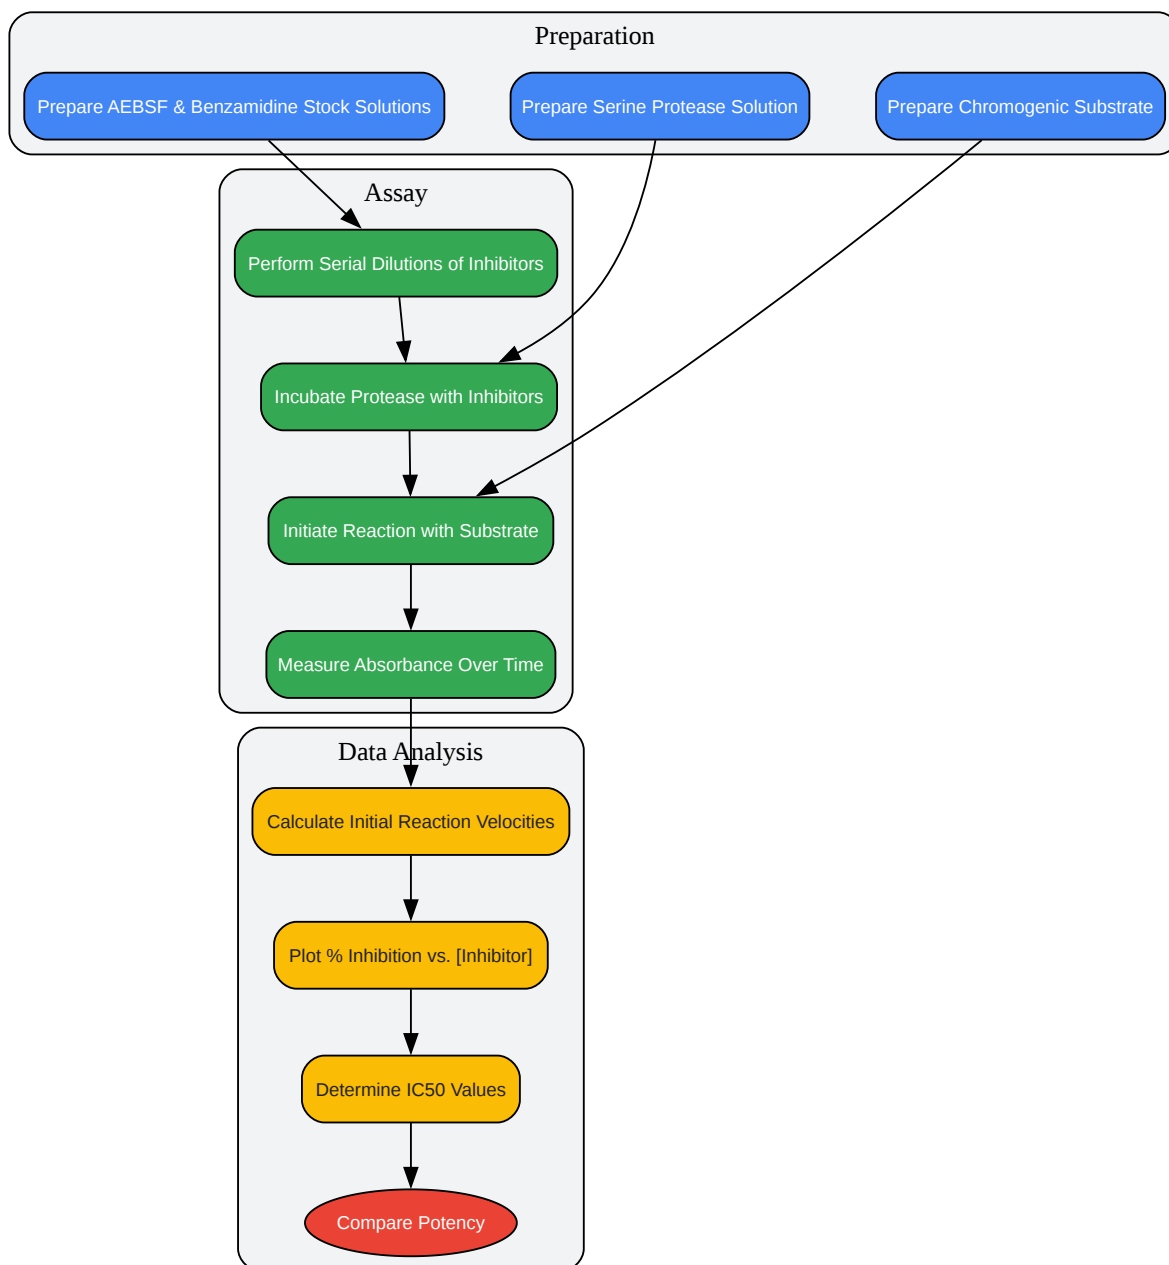 Preparation
Prepare AEBSF & Benzamidine Stock Solutions
Prepare Serine Protease Solution
Prepare Chromogenic Substrate
Assay
Perform Serial Dilutions of Inhibitors
Incubate Protease with Inhibitors
Initiate Reaction with Substrate
Measure Absorbance Over Time
Data Analysis
Calculate Initial Reaction Velocities
Plot % Inhibition vs. [Inhibitor]
Determine IC50 Values
Compare Potency